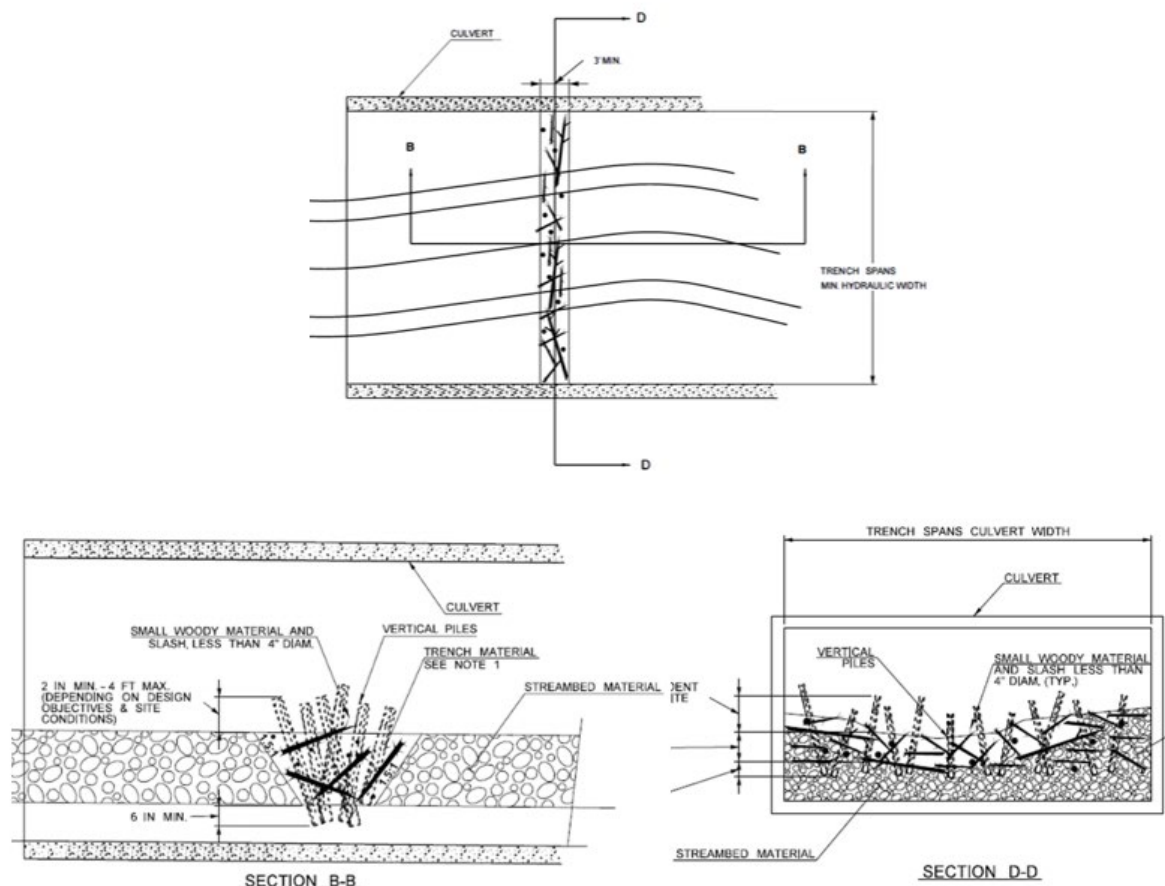 D
CULVERT
3' MIN.
B
B
TRENCH SPANS
MIN. HYDRAULIC WIDTH
D
CULVERT
SMALL WOODY MATERIAL AND
SLASH, LESS THAN 4" DIAM.
VERTICAL PILES
TRENCH MATERIAL
SEE NOTE 1
2 IN MIN.-4 FT MAX.
(DEPENDING ON DESIGN
OBJECTIVES & SITE
CONDITIONS)
STREAMBED MATERIAL
6 IN MIN.
SECTION B-B
TRENCH SPANS CULVERT WIDTH
CULVERT
VERTICAL
PILES
SMALL WOODY MATERIAL
AND SLASH LESS THAN
4" DIAM. (TYP.)
DENT
ITE
STREAMBED MATERIAL
SECTION D-D